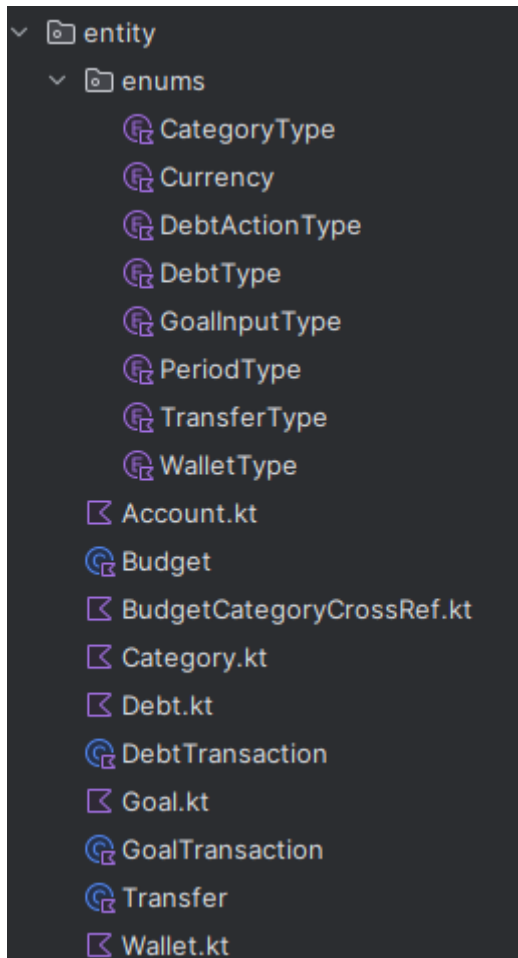 entity
enums
CategoryType
Currency
DebtActionType
DebtType
GoalInputType
PeriodType
TransferType
WalletType
Account.kt
Budget
BudgetCategoryCrossRef.kt
Category.kt
Debt.kt
DebtTransaction
Goal.kt
GoalTransaction
Transfer
Wallet.kt